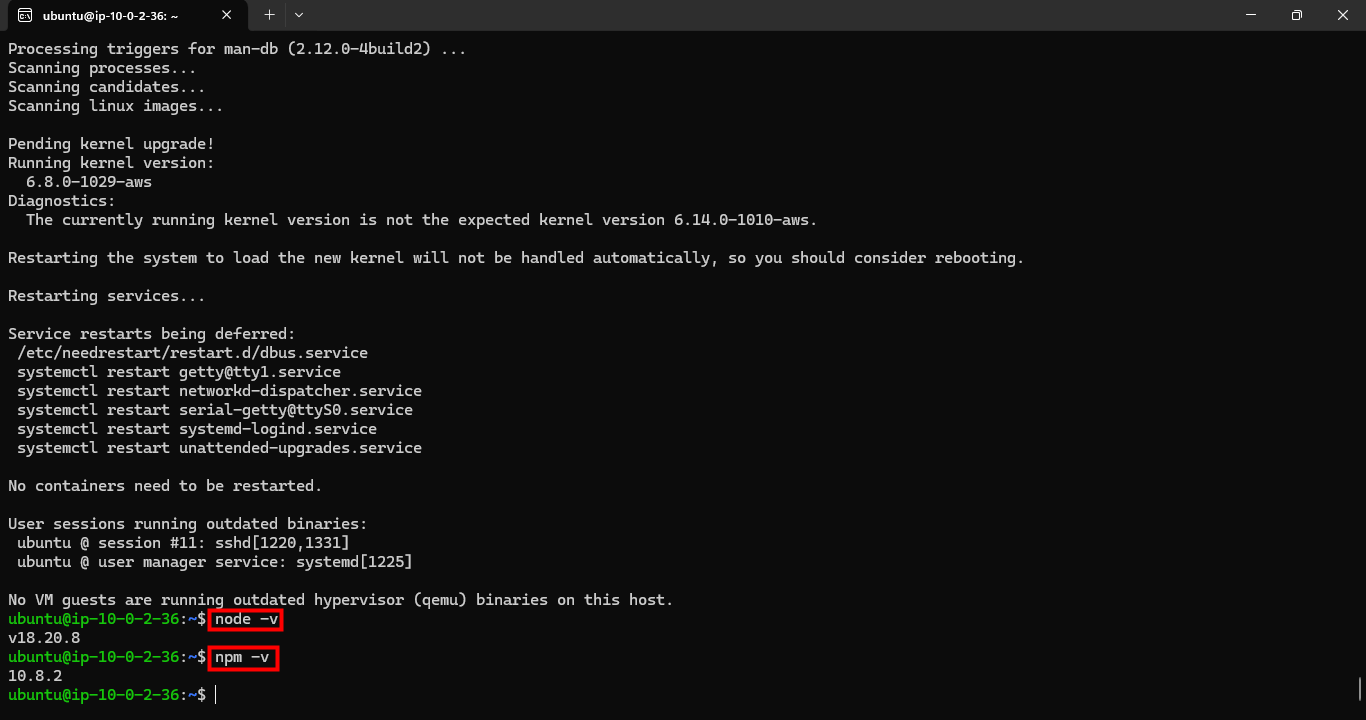 ubuntu@ip-10-0-2-36: ~
Processing triggers for man-db (2.12.0-4build2) ...
Scanning processes...
Scanning candidates...
Scanning linux images...
Pending kernel upgrade!
Running kernel version:
  6.8.0-1029-aws
Diagnostics:
  The currently running kernel version is not the expected kernel version 6.14.0-1010-aws.
Restarting the system to load the new kernel will not be handled automatically, so you should consider rebooting.
Restarting services...
Service restarts being deferred:
 /etc/needrestart/restart.d/dbus.service
 systemctl restart getty@tty1.service
 systemctl restart networkd-dispatcher.service
 systemctl restart serial-getty@ttyS0.service
 systemctl restart systemd-logind.service
 systemctl restart unattended-upgrades.service
No containers need to be restarted.
User sessions running outdated binaries:
 ubuntu @ session #11: sshd[1220,1331]
 ubuntu @ user manager service: systemd[1225]
No VM guests are running outdated hypervisor (qemu) binaries on this host.
ubuntu@ip-10-0-2-36:~$ node -v
v18.20.8
ubuntu@ip-10-0-2-36:~$ npm -v
10.8.2
ubuntu@ip-10-0-2-36:~$